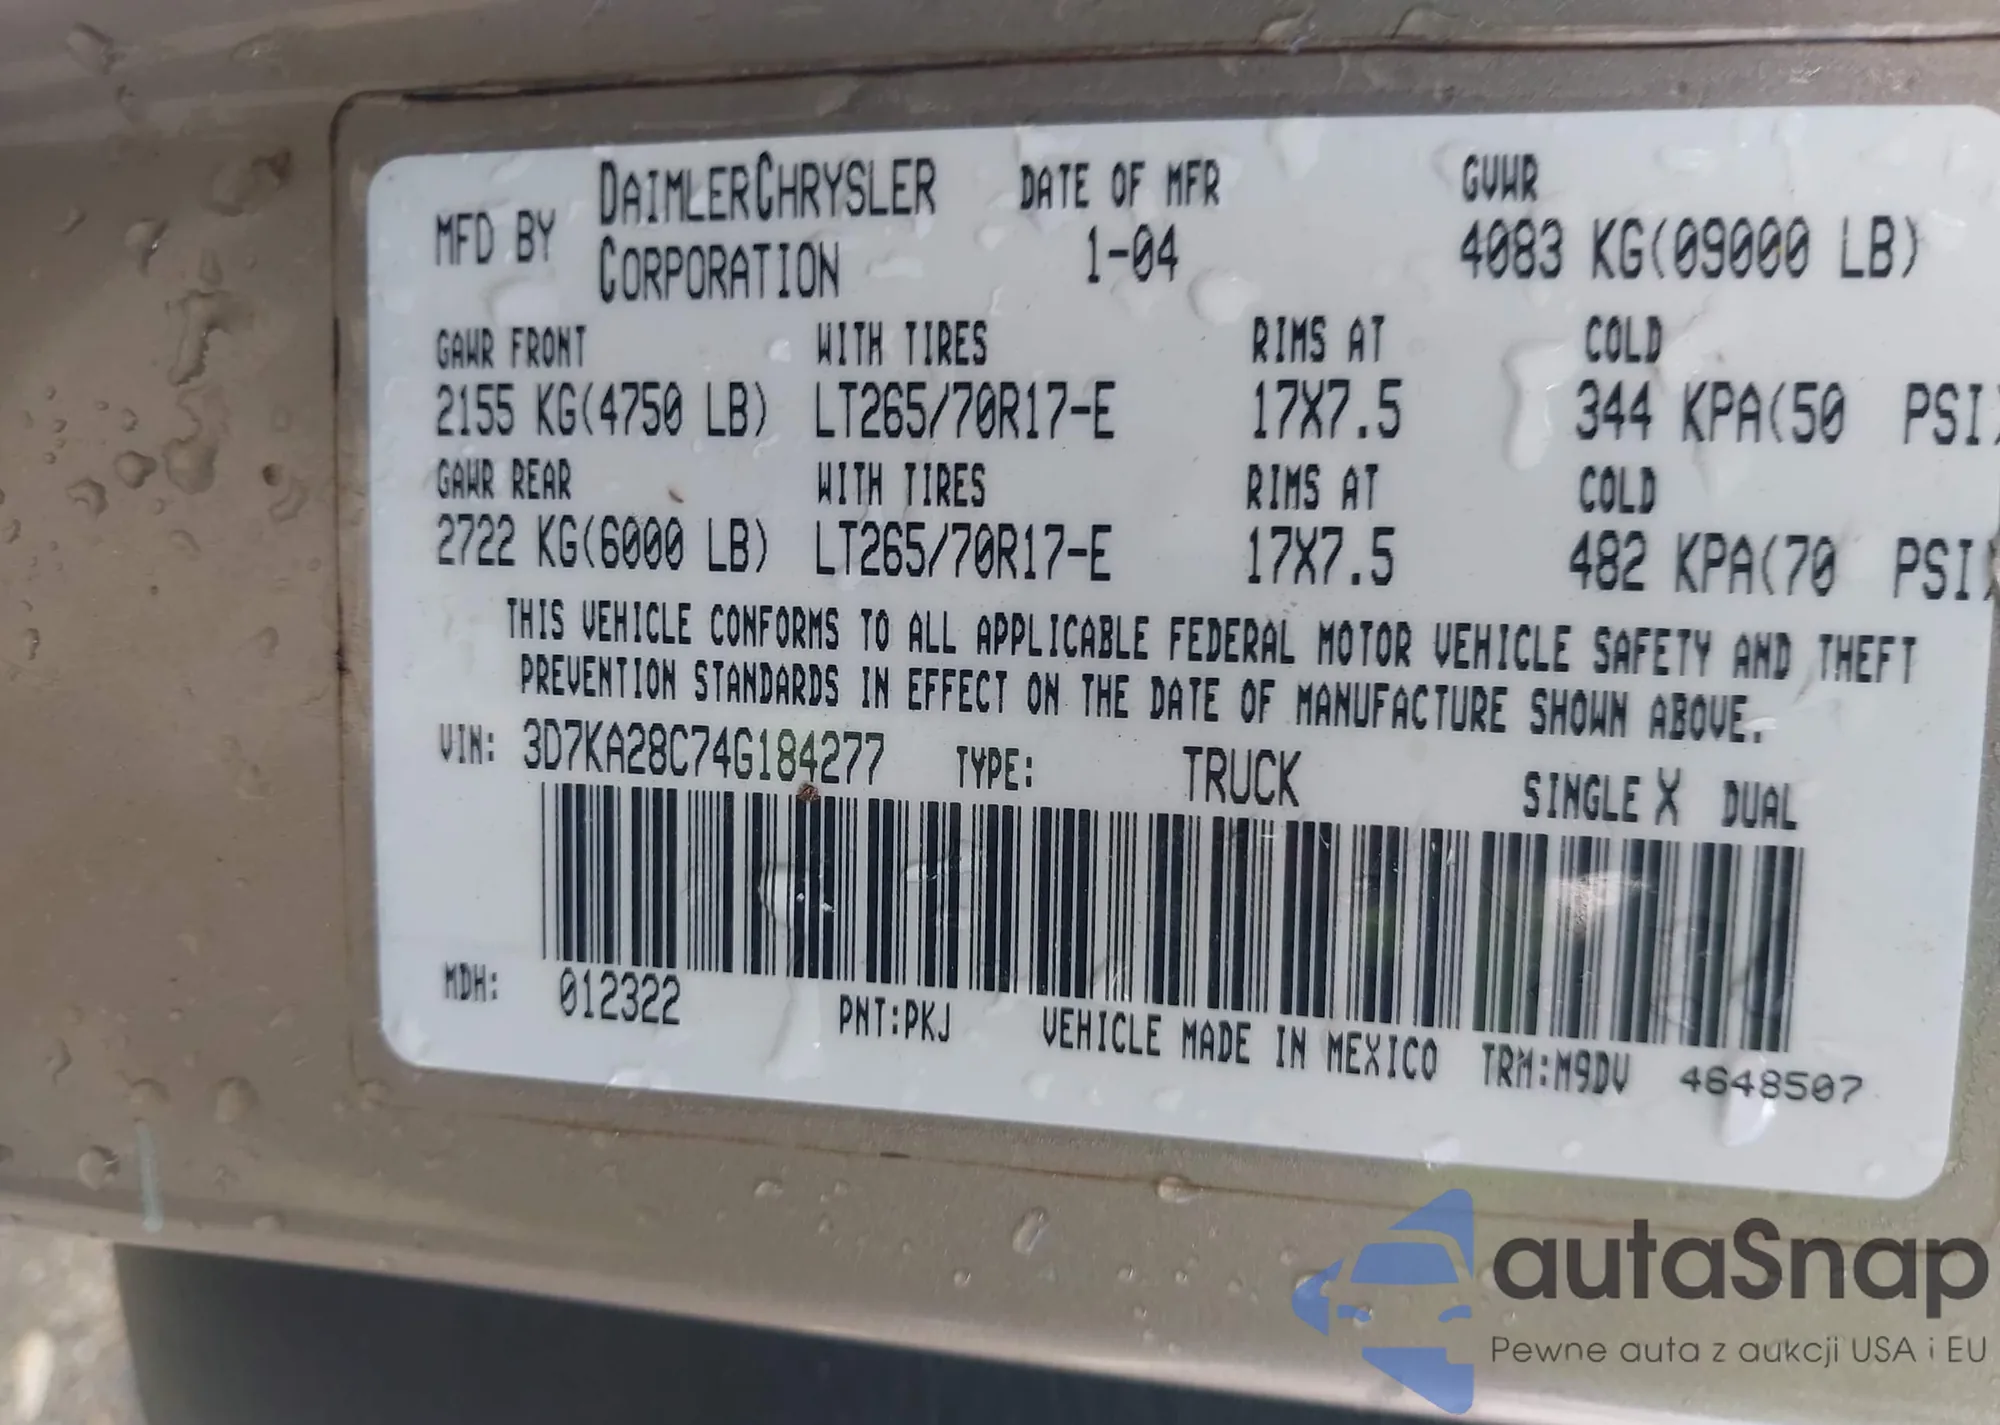 MFD BY DAIMLERCHRYSLER CORPORATION DATE OF MFR 1-04 GVWR 4083 KG(09000 LB)
GAWR FRONT WITH TIRES RIMS AT COLD
2155 KG(4750 LB) LT265/70R17-E 17X7.5 344 KPA(50 PSI)
GAWR REAR WITH TIRES RIMS AT COLD
2722 KG(6000 LB) LT265/70R17-E 17X7.5 482 KPA(70 PSI)
THIS VEHICLE CONFORMS TO ALL APPLICABLE FEDERAL MOTOR VEHICLE SAFETY AND THEFT
PREVENTION STANDARDS IN EFFECT ON THE DATE OF MANUFACTURE SHOWN ABOVE.
VIN: 3D7KA28C74G184277 TYPE: TRUCK SINGLE X DUAL
MDH: 012322 PNT:PKJ VEHICLE MADE IN MEXICO TRM:M9DV 4648507
autaSnap
Pewne auta z aukcji USA i EU